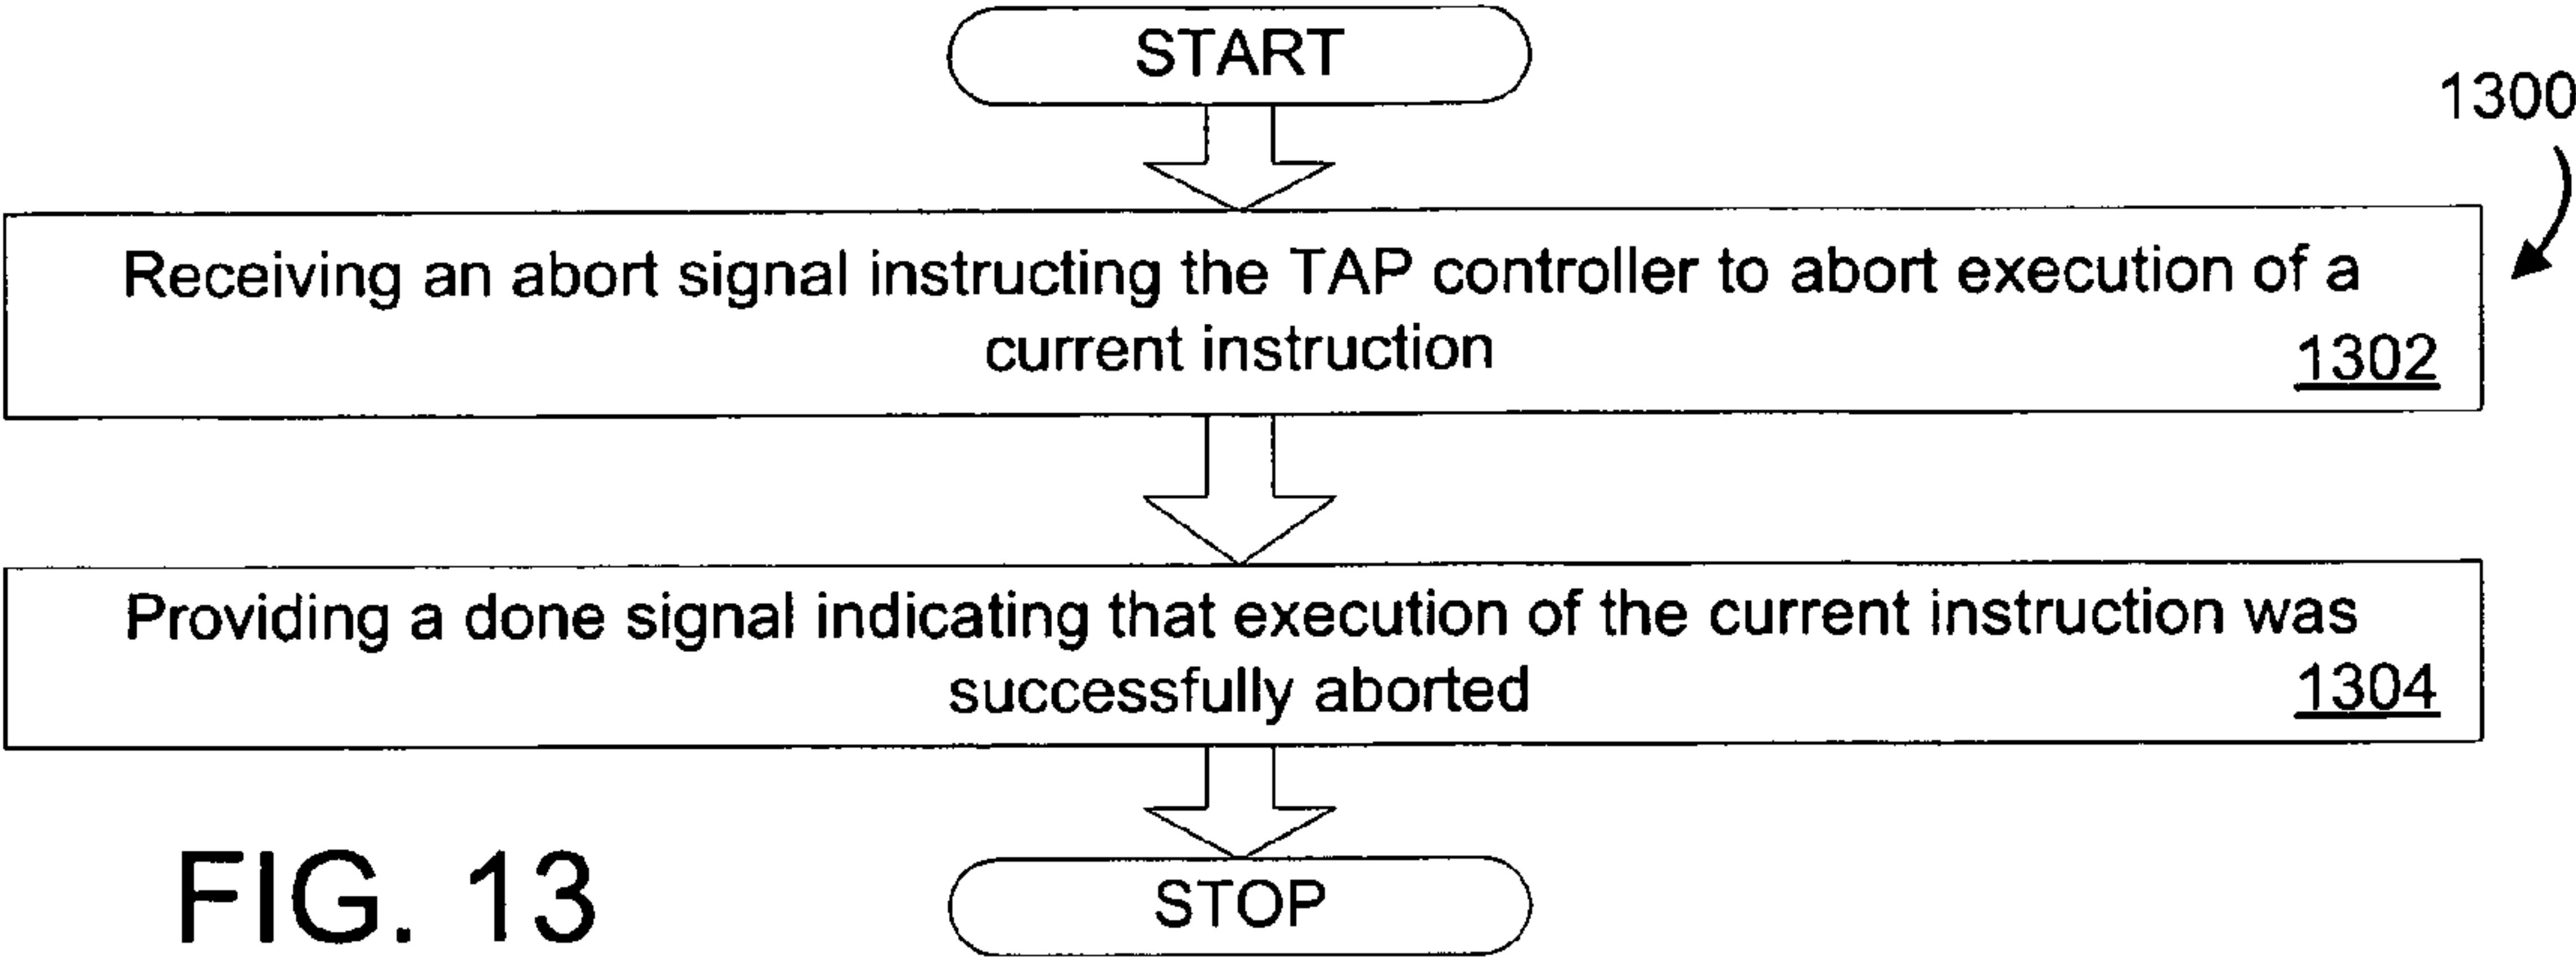 START
1300
Receiving an abort signal instructing the TAP controller to abort execution of a
current instruction
1302
Providing a done signal indicating that execution of the current instruction was
successfully aborted
1304
STOP
FIG. 13